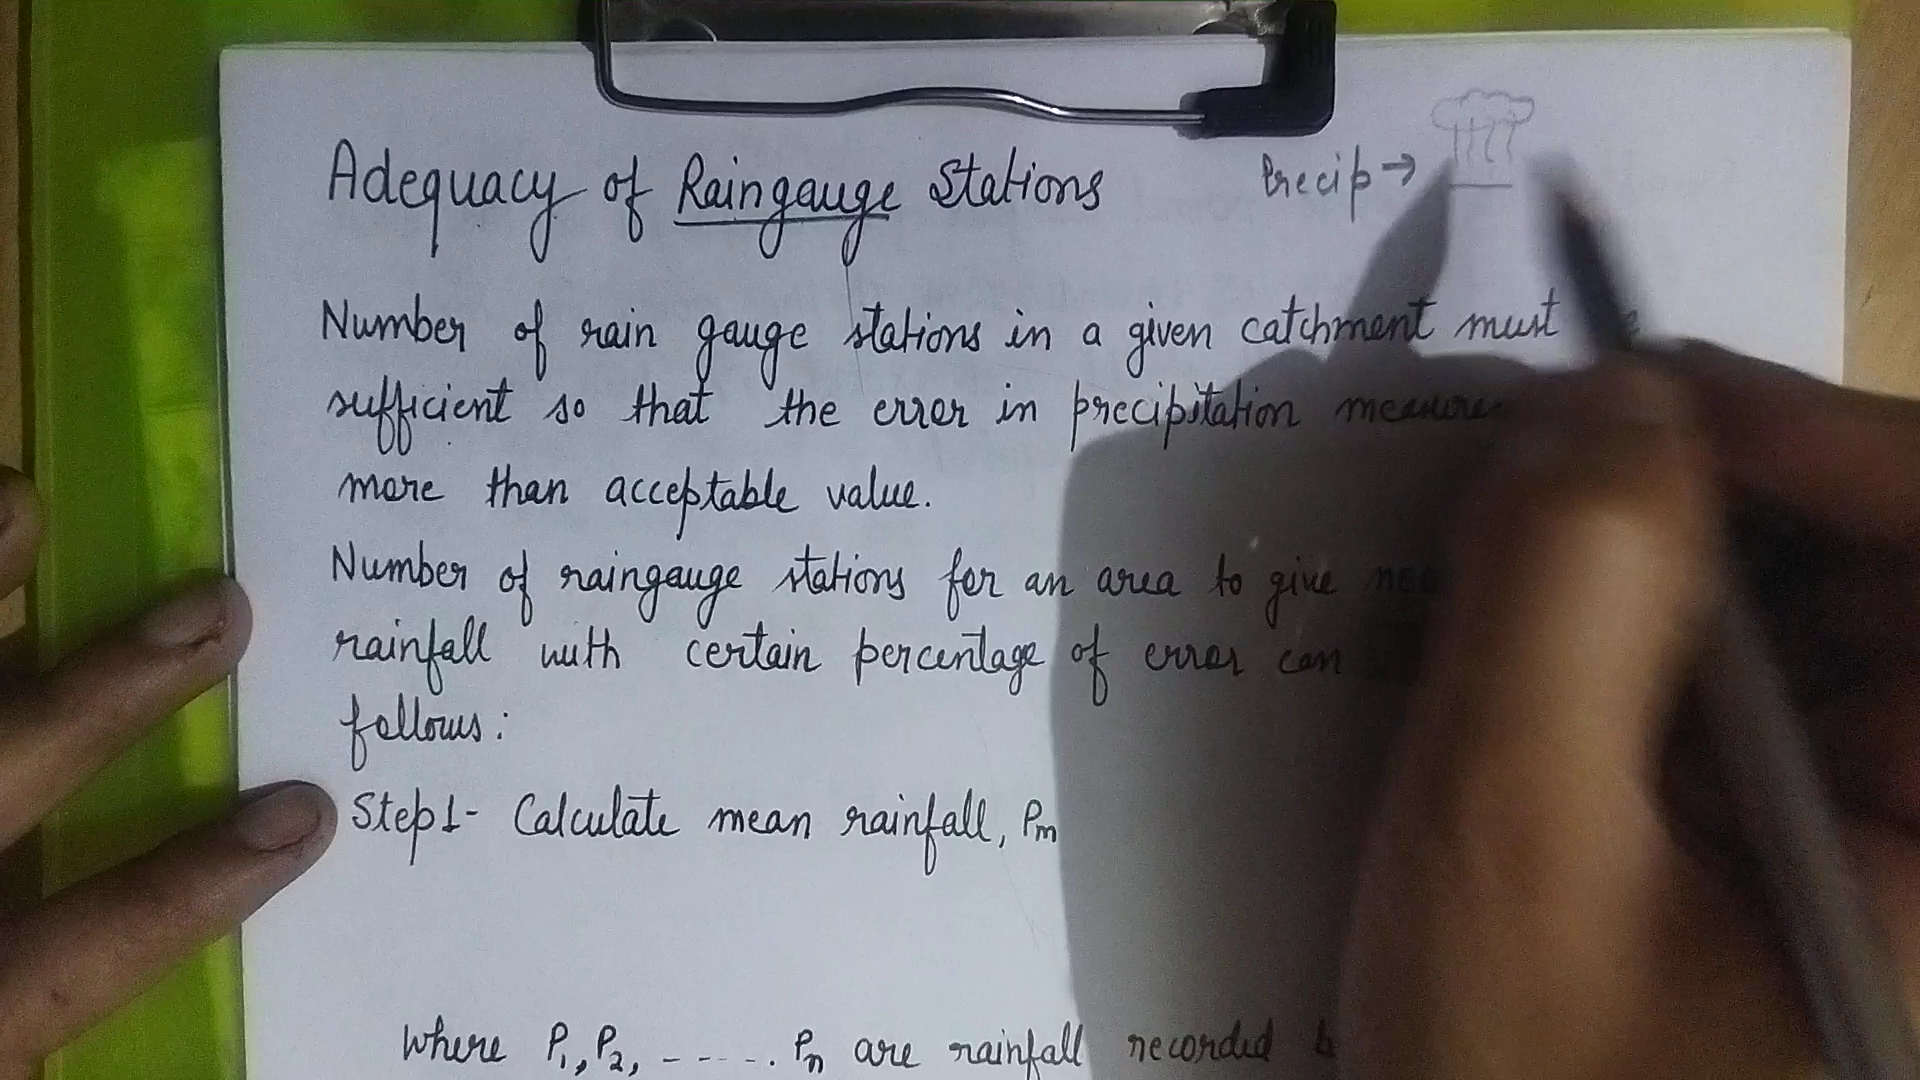 Adequacy of Raingauge Stations
Precip →
Number of rain gauge stations in a given catchment must
sufficient so that the error in precipitation
more than acceptable value.
Number of raingauge stations for an area to give
rainfall with certain percentage of error can
follows:
Step 1- Calculate mean rainfall, Pm
Where P1, P2, ------. Pn are rainfall recorded